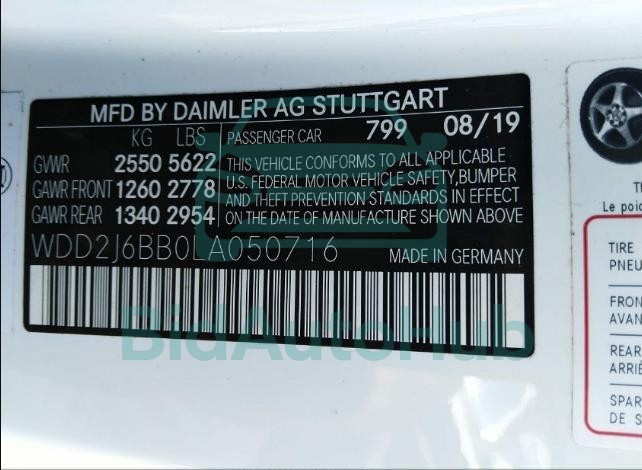 MFD BY DAIMLER AG STUTTGART
KG LBS PASSENGER CAR 799 08/19
GVWR 2550 5622 THIS VEHICLE CONFORMS TO ALL APPLICABLE
GAWR FRONT 1260 2778 U.S. FEDERAL MOTOR VEHICLE SAFETY, BUMPER
GAWR REAR 1340 2954 AND THEFT PREVENTION STANDARDS IN EFFECT
ON THE DATE OF MANUFACTURE SHOWN ABOVE
WDD2J6BB0LA050716 MADE IN GERMANY
BidAutoHub
Le poi
TIRE
PNEU
FRON
AVAN
REAR
ARRIÈ
SPAR
DE S